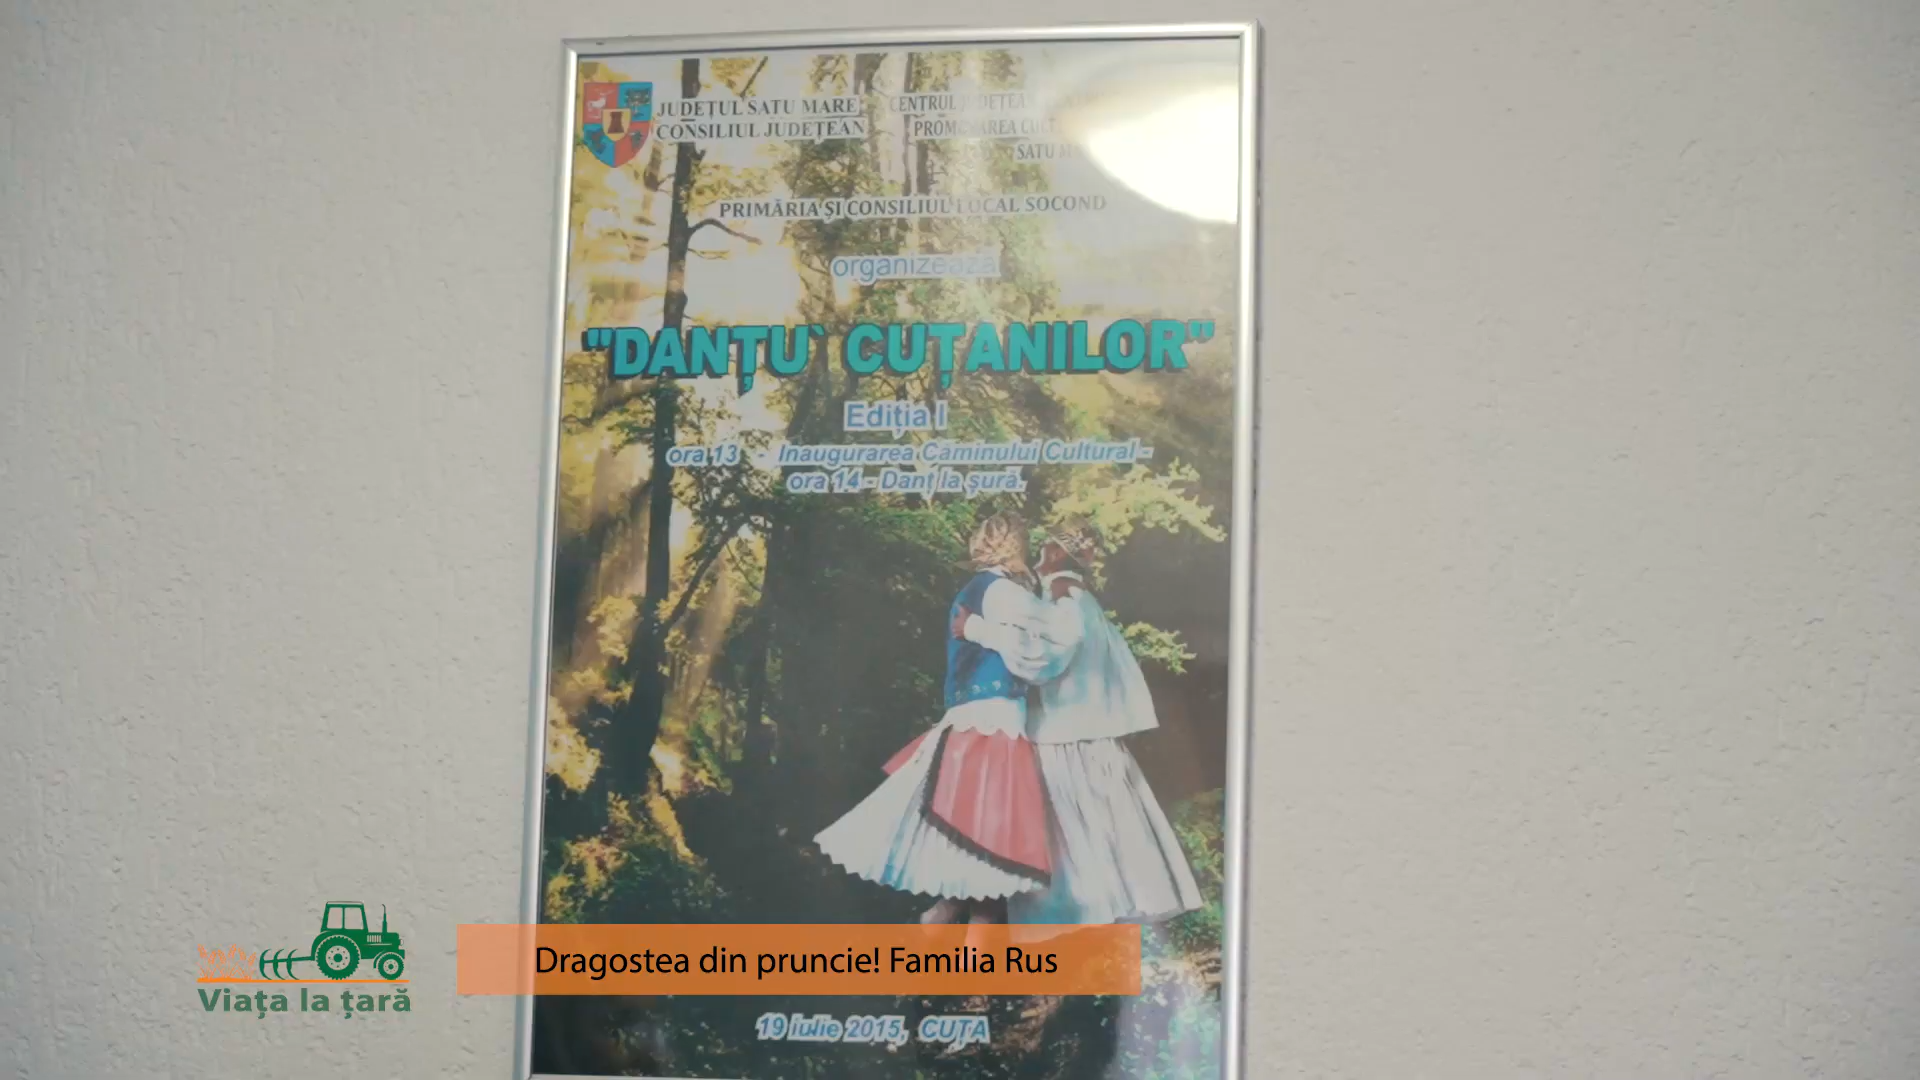 JUDEȚUL SATU MARE
CONSILIUL JUDEȚEAN
CENTRUL
PROMOVAREA
SATU
PRIMĂRIA ȘI CONSILIUL LOCAL SOCOND
organizează
"DANȚU` CUȚANILOR"
Ediția I
ora 13 - Inaugurarea Căminului Cultural -
ora 14 - Danț la șură.
Dragostea din pruncie! Familia Rus
Viața la țară
19 iulie 2015, CUȚA